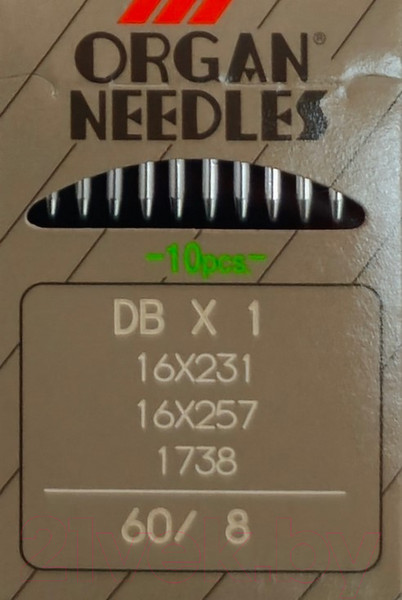 ORGAN®
NEEDLES
-10pcs-
DB X 1
16X231
16X257
1738
60/ 8